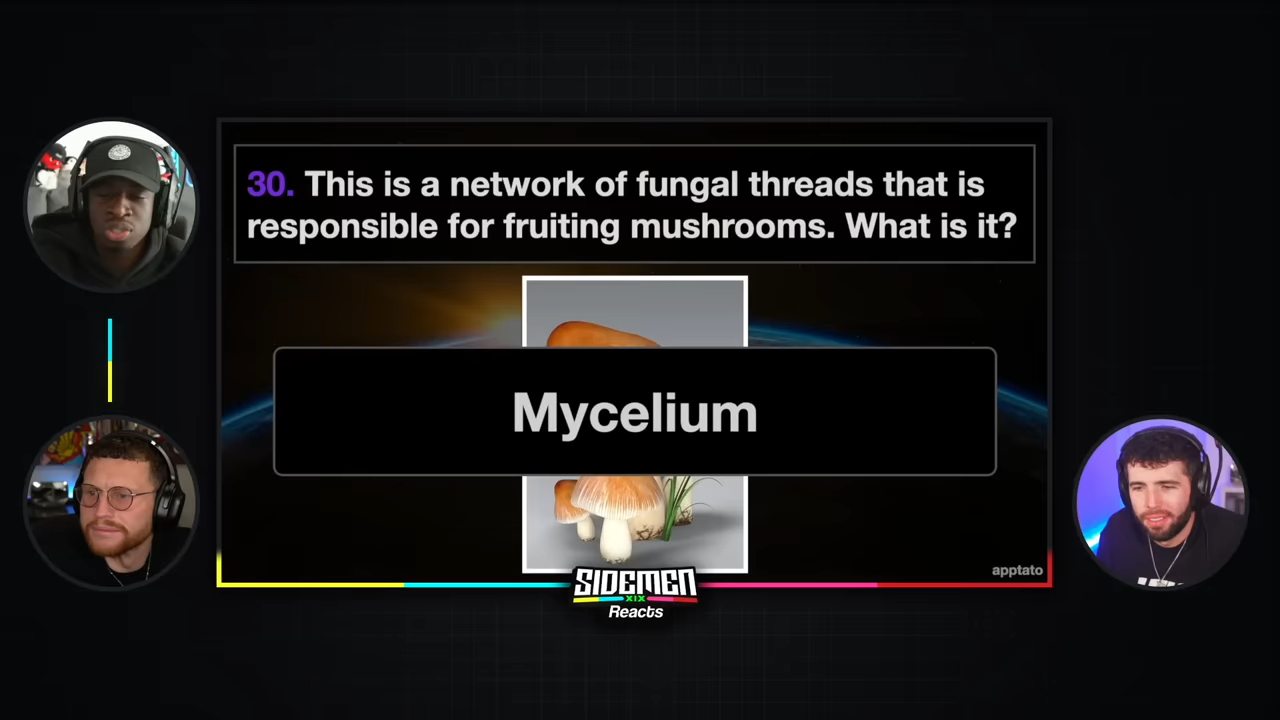 30. This is a network of fungal threads that is
responsible for fruiting mushrooms. What is it?
Mycelium
apptato
SIDEMEN
XIX
Reacts